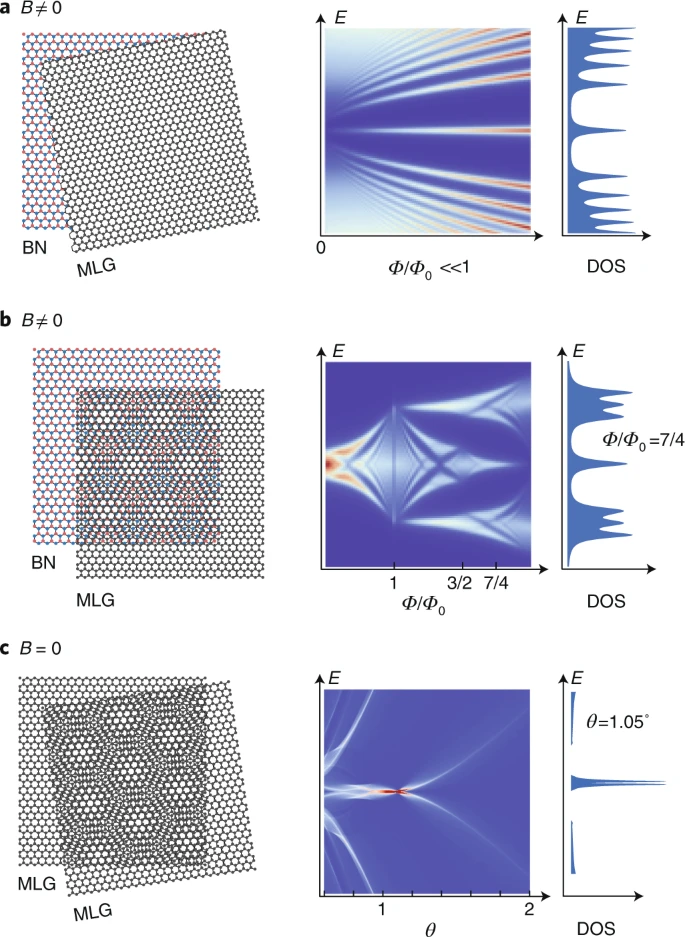 a B ≠ 0
BN
MLG
E
0
Φ/Φ0 <<1
E
DOS
b B ≠ 0
BN
MLG
E
1 3/2 7/4
Φ/Φ0
E
Φ/Φ0 =7/4
DOS
c B = 0
MLG
MLG
E
1 2
θ
E
θ=1.05°
DOS